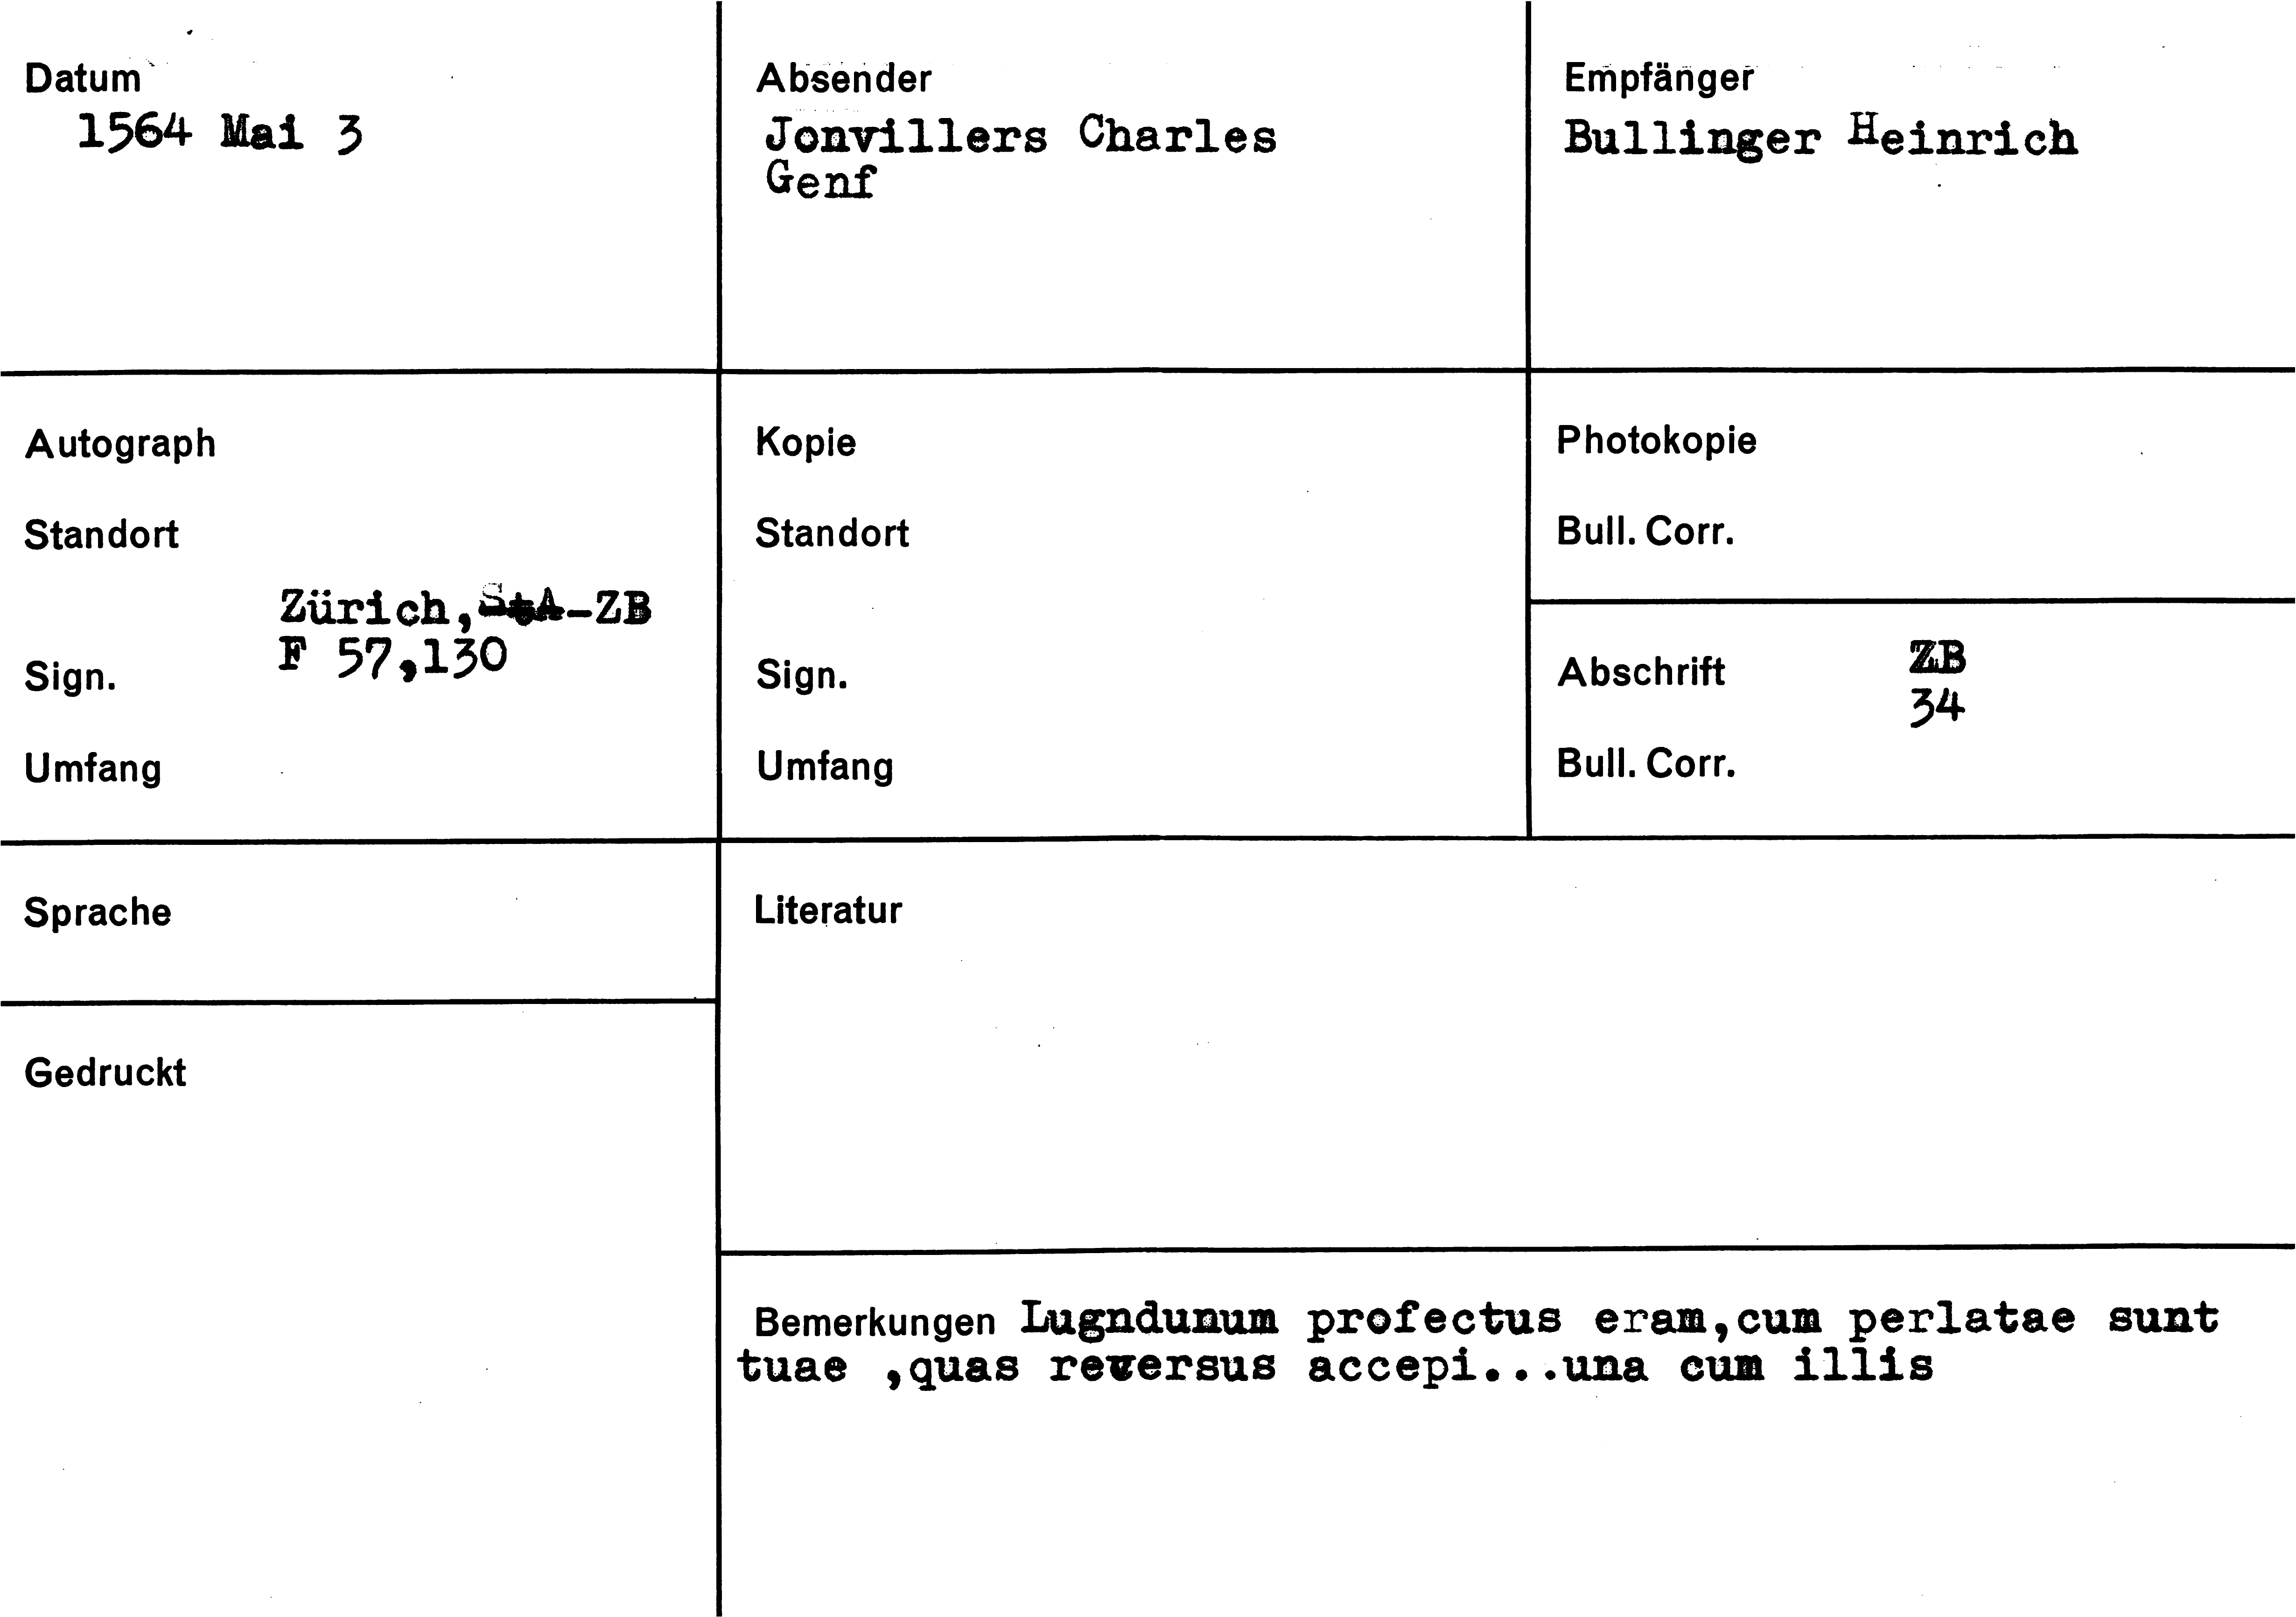 Datum
1564 Mai 3
Absender
Jonvillers Charles
Genf
Empfänger
Bullinger Heinrich
Autograph
Standort
Zürich, StA-ZB
F 57,130
Sign.
Umfang
Kopie
Standort
Sign.
Umfang
Photokopie
Bull. Corr.
Abschrift ZB
34
Bull. Corr.
Sprache
Literatur
Gedruckt
Bemerkungen Lugndunum profectus eram,cum perlatae sunt
tuae ,quas reversus accepi...una cum illis